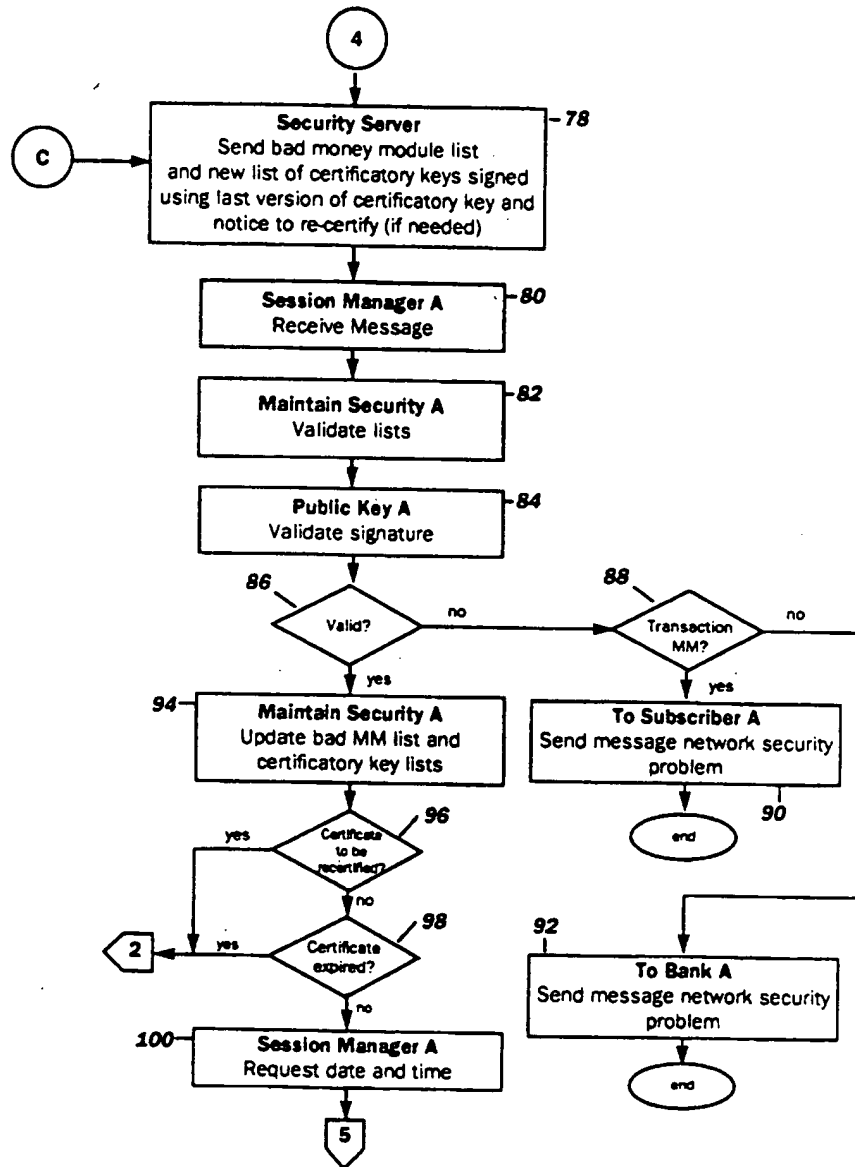 4
C
Security Server
Send bad money module list
and new list of certificatory keys signed
using last version of certificatory key and
notice to re-certify (if needed)
78
Session Manager A
Receive Message
80
Maintain Security A
Validate lists
82
Public Key A
Validate signature
84
86
Valid?
no
yes
88
Transaction
MM?
no
yes
94
Maintain Security A
Update bad MM list and
certificatory key lists
To Subscriber A
Send message network security
problem
90
end
96
Certificate
to be
recertified?
yes
no
98
Certificate
expired?
yes
no
2
92
To Bank A
Send message network security
problem
end
100
Session Manager A
Request date and time
5